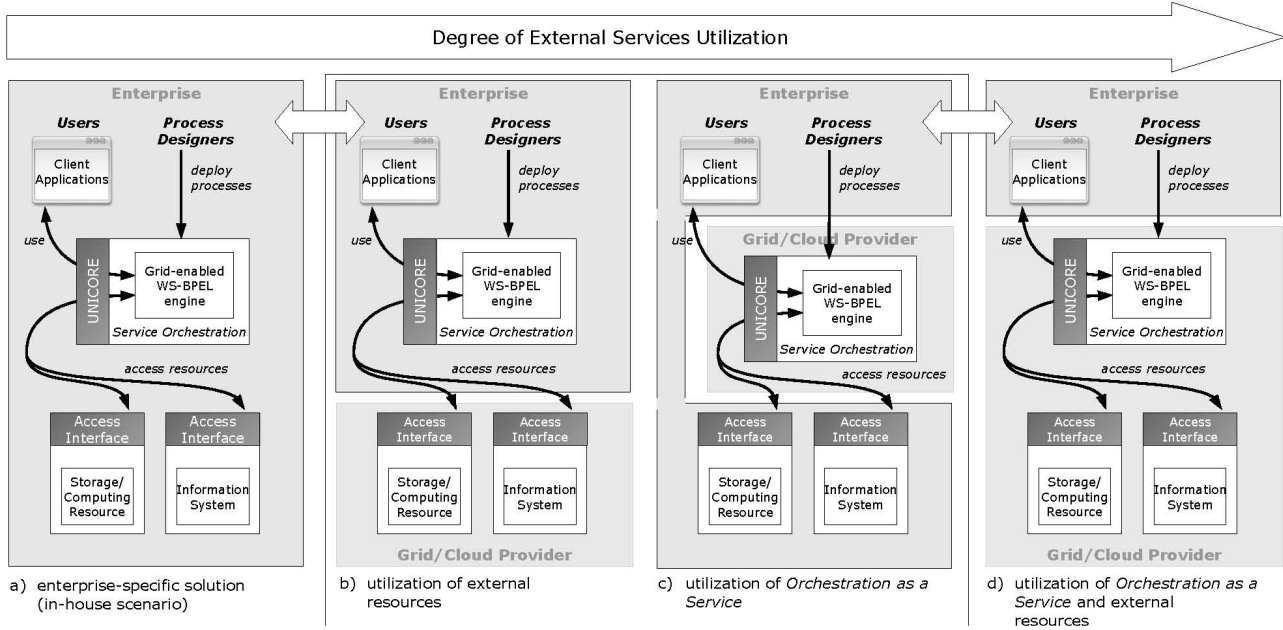 Degree of External Services Utilization
Enterprise
Users
Process
Designers
Client
Applications
deploy
processes
use
UNICORE
Grid-enabled
WS-BPEL
engine
Service Orchestration
access resources
Access
Interface
Storage/
Computing
Resource
Access
Interface
Information
System
a) enterprise-specific solution
(in-house scenario)
Enterprise
Users
Process
Designers
Client
Applications
deploy
processes
use
UNICORE
Grid-enabled
WS-BPEL
engine
Service Orchestration
access resources
Access
Interface
Storage/
Computing
Resource
Access
Interface
Information
System
Grid/Cloud Provider
b) utilization of external
resources
Enterprise
Users
Process
Designers
Client
Applications
deploy
processes
use
Grid/Cloud Provider
UNICORE
Grid-enabled
WS-BPEL
engine
Service Orchestration
access resources
Access
Interface
Storage/
Computing
Resource
Access
Interface
Information
System
c) utilization of Orchestration as a
Service
Enterprise
Users
Process
Designers
Client
Applications
deploy
processes
use
UNICORE
Grid-enabled
WS-BPEL
engine
Service Orchestration
access resources
Access
Interface
Storage/
Computing
Resource
Access
Interface
Information
System
Grid/Cloud Provider
d) utilization of Orchestration as a
Service and external
resources